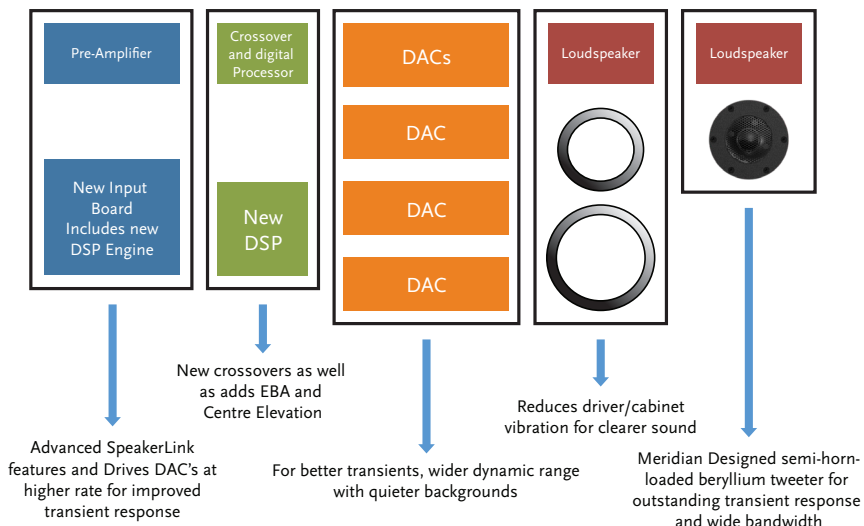 Pre-Amplifier
New Input
Board
Includes new
DSP Engine
Crossover
and digital
Processor
New
DSP
DACs
DAC
DAC
DAC
Loudspeaker
Loudspeaker
Advanced SpeakerLink
features and Drives DAC's at
higher rate for improved
transient response
New crossovers as well
as adds EBA and
Centre Elevation
For better transients, wider dynamic range
with quieter backgrounds
Reduces driver/cabinet
vibration for clearer sound
Meridian Designed semi-horn-
loaded beryllium tweeter for
outstanding transient response
and wide bandwidth